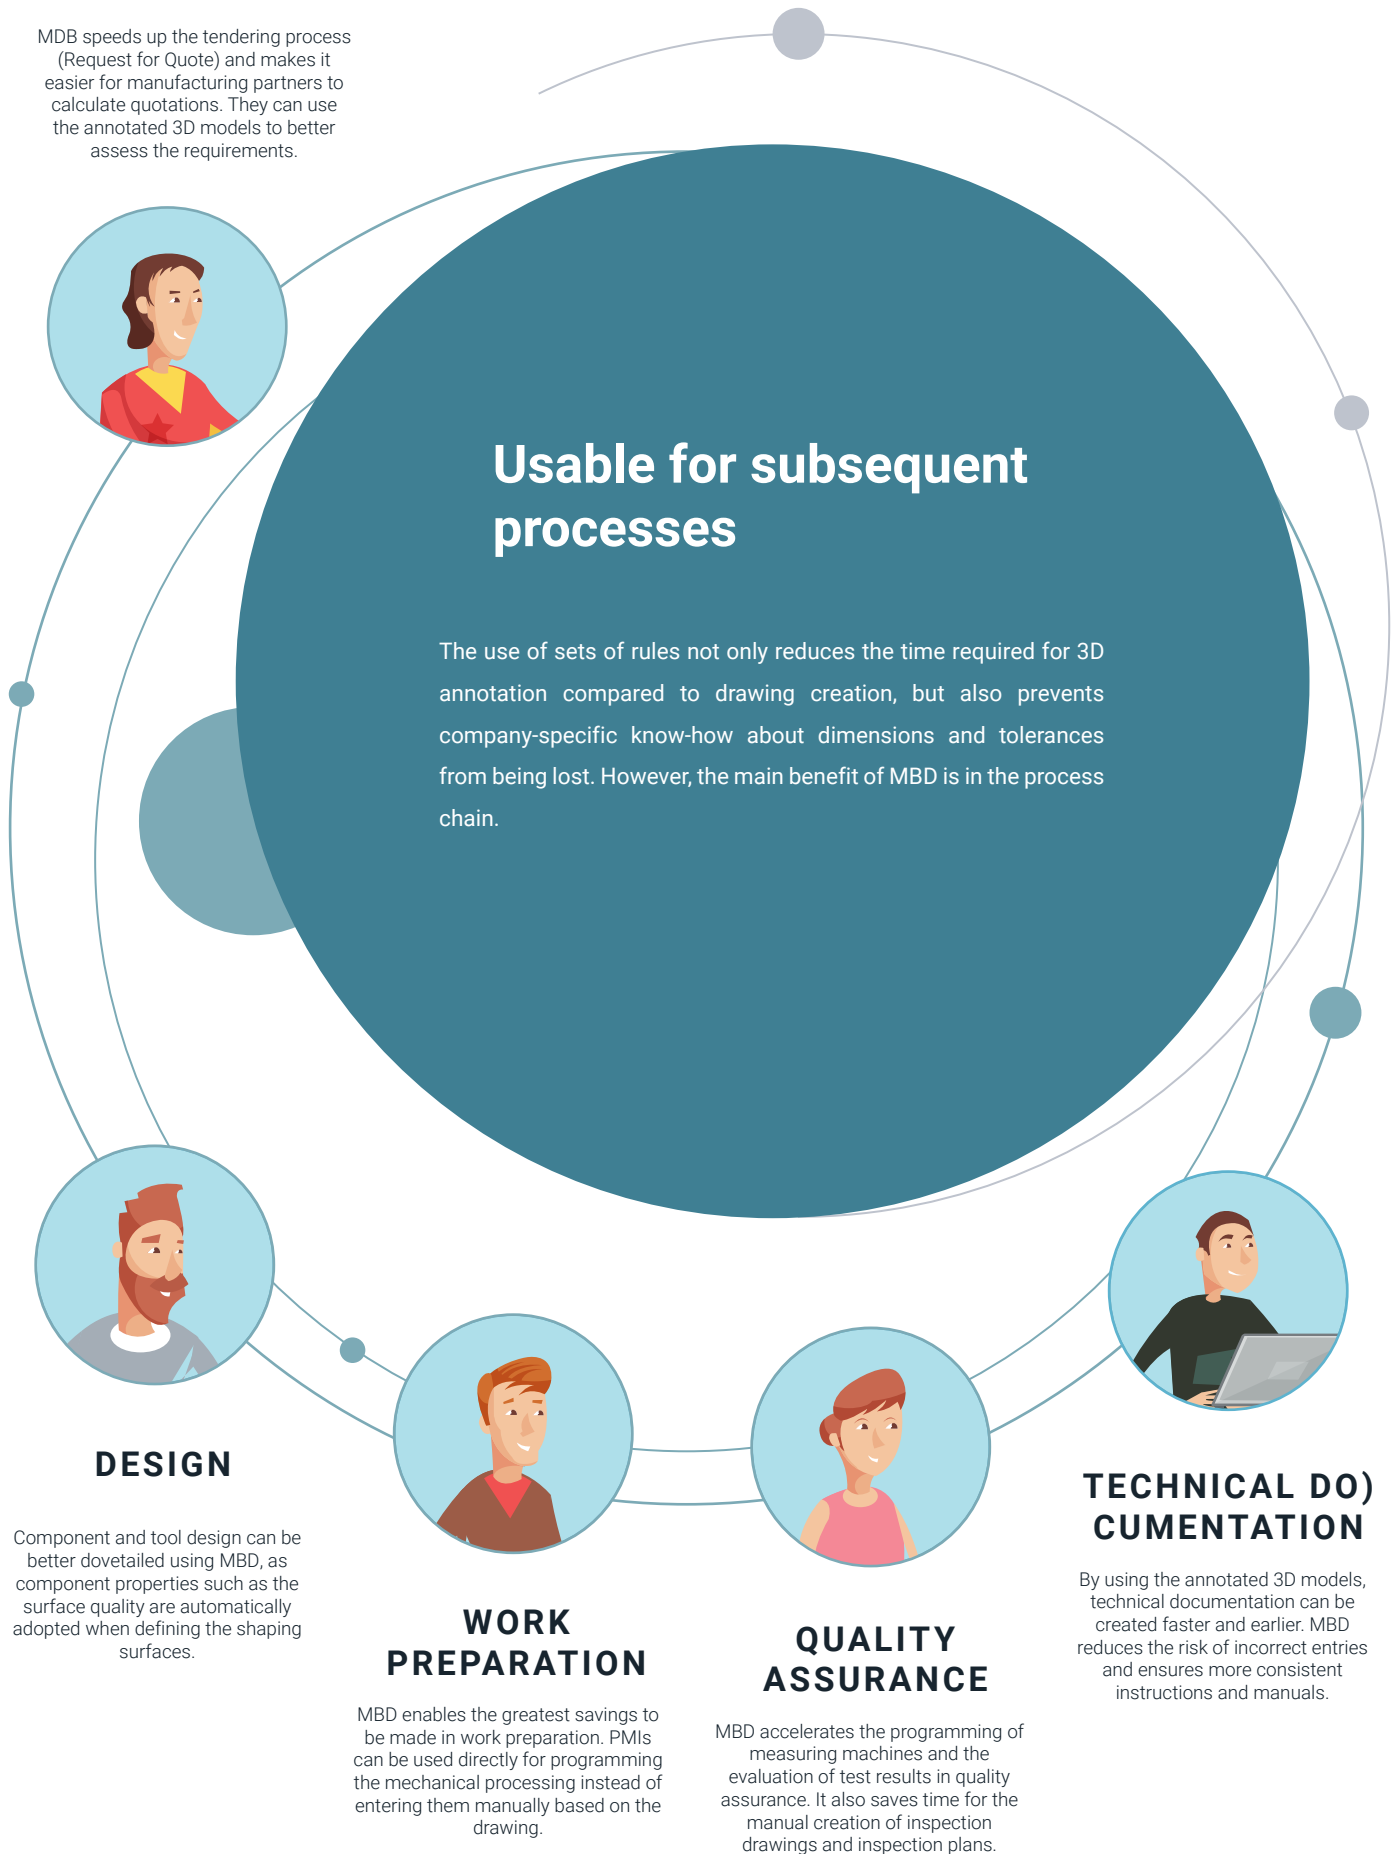 MDB speeds up the tendering process
(Request for Quote) and makes it
easier for manufacturing partners to
calculate quotations. They can use
the annotated 3D models to better
assess the requirements.
Usable for subsequent
processes
The use of sets of rules not only reduces the time required for 3D
annotation compared to drawing creation, but also prevents
company-specific know-how about dimensions and tolerances
from being lost. However, the main benefit of MBD is in the process
chain.
DESIGN
Component and tool design can be
better dovetailed using MBD, as
component properties such as the
surface quality are automatically
adopted when defining the shaping
surfaces.
WORK
PREPARATION
MBD enables the greatest savings to
be made in work preparation. PMIs
can be used directly for programming
the mechanical processing instead of
entering them manually based on the
drawing.
QUALITY
ASSURANCE
MBD accelerates the programming of
measuring machines and the
evaluation of test results in quality
assurance. It also saves time for the
manual creation of inspection
drawings and inspection plans.
TECHNICAL DO)
CUMENTATION
By using the annotated 3D models,
technical documentation can be
created faster and earlier. MBD
reduces the risk of incorrect entries
and ensures more consistent
instructions and manuals.